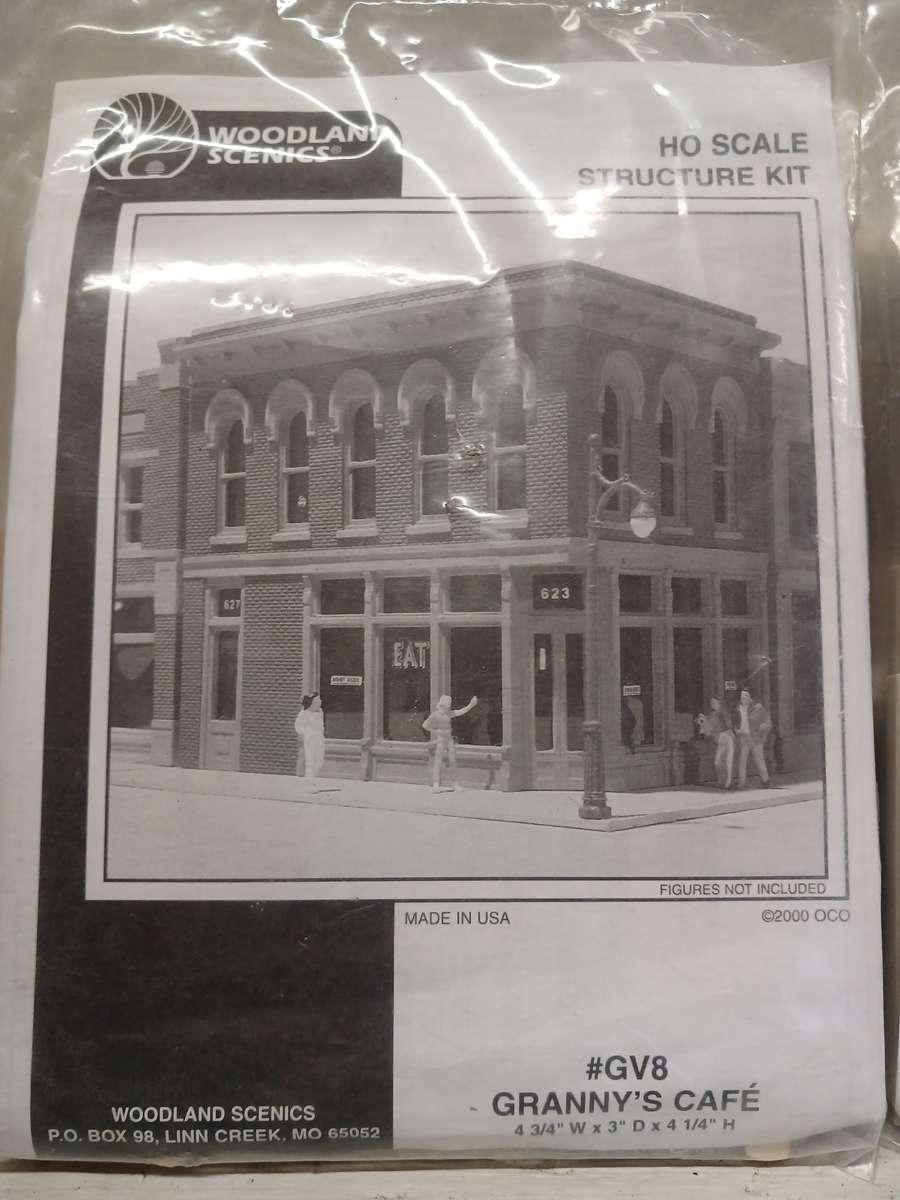 WOODLAND
SCENICS®
HO SCALE
STRUCTURE KIT
627
623
EAT
FIGURES NOT INCLUDED
MADE IN USA
©2000 OCO
#GV8
GRANNY'S CAFÉ
4 3/4" W x 3" D x 4 1/4" H
WOODLAND SCENICS
P.O. BOX 98, LINN CREEK, MO 65052